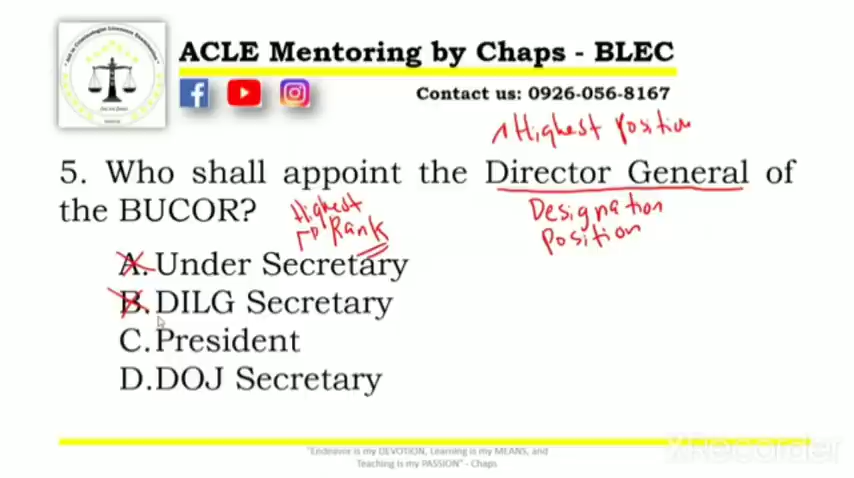 ACLE Mentoring by Chaps - BLEC
Contact us: 0926-056-8167
Highest Position
5. Who shall appoint the Director General of
the BUCOR?
Highest
Rank
Designation
Position
A. Under Secretary
B. DILG Secretary
C. President
D. DOJ Secretary
"Endeavor is my DEVOTION, Learning is my MEANS, and
Teaching is my PASSION" - Chaps
XRecorder